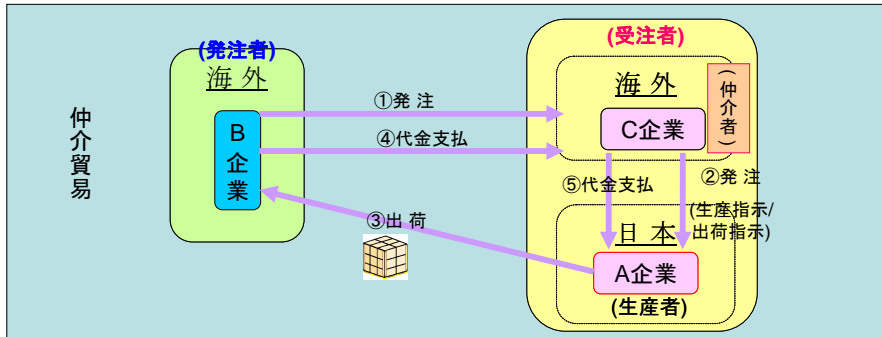 仲介貿易
(発注者)
海 外
B企業
①発 注
④代金支払
③出 荷
(受注者)
海 外
(仲介者)
C企業
⑤代金支払
②発 注
(生産指示/
出荷指示)
日 本
A企業
(生産者)